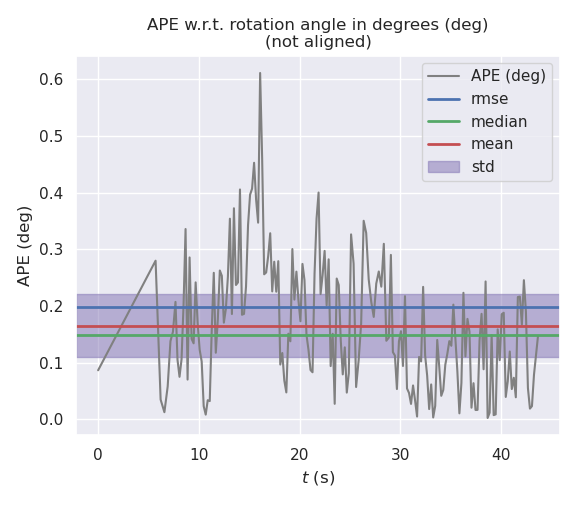 APE w.r.t. rotation angle in degrees (deg)
(not aligned)
APE (deg)
rmse
median
mean
std
APE (deg)
0.6
0.5
0.4
0.3
0.2
0.1
0.0
0 10 20 30 40
t (s)